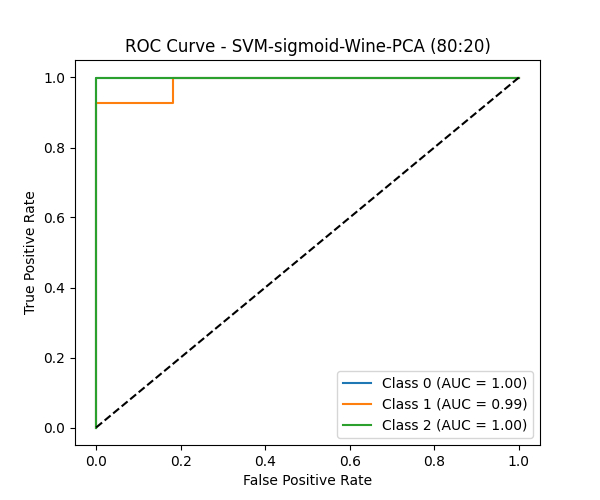 ROC Curve - SVM-sigmoid-Wine-PCA (80:20)
True Positive Rate
1.0
0.8
0.6
0.4
0.2
0.0
0.0 0.2 0.4 0.6 0.8 1.0
False Positive Rate
Class 0 (AUC = 1.00)
Class 1 (AUC = 0.99)
Class 2 (AUC = 1.00)